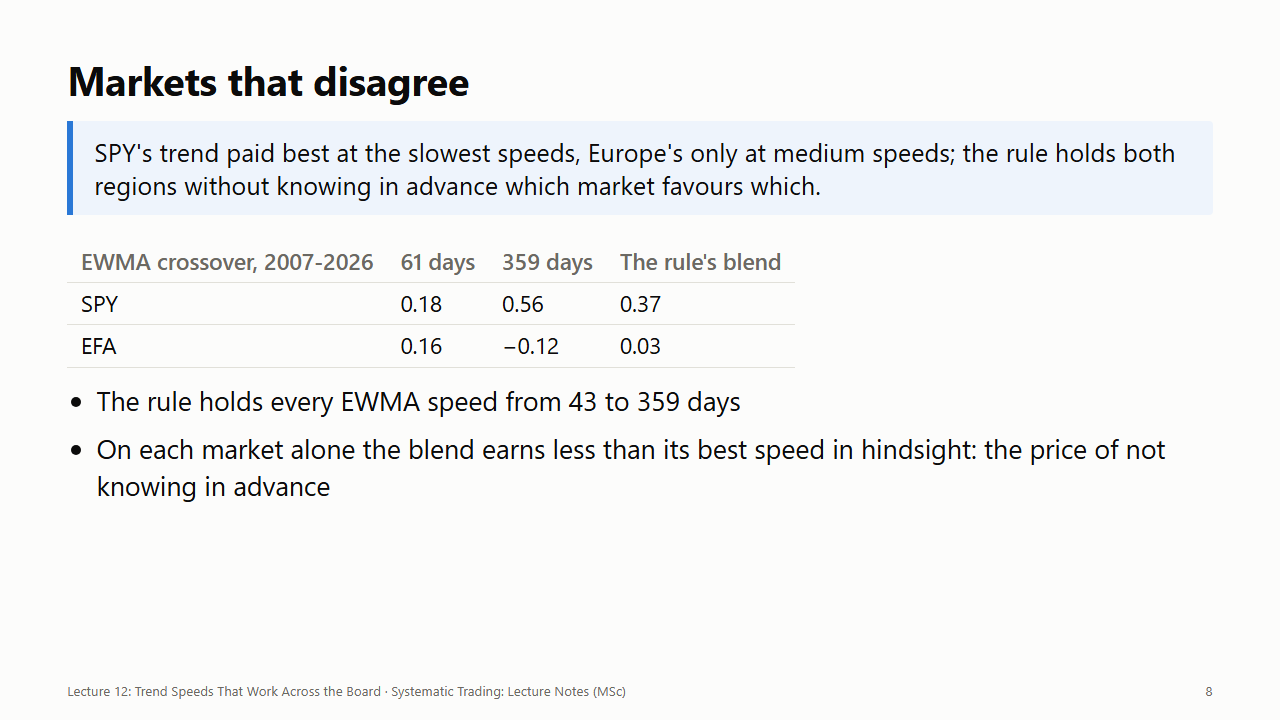 Markets that disagree
SPY's trend paid best at the slowest speeds, Europe's only at medium speeds; the rule holds both
regions without knowing in advance which market favours which.
EWMA crossover, 2007-2026 61 days 359 days The rule's blend
SPY 0.18 0.56 0.37
EFA 0.16 −0.12 0.03
• The rule holds every EWMA speed from 43 to 359 days
• On each market alone the blend earns less than its best speed in hindsight: the price of not
knowing in advance
Lecture 12: Trend Speeds That Work Across the Board · Systematic Trading: Lecture Notes (MSc) 8